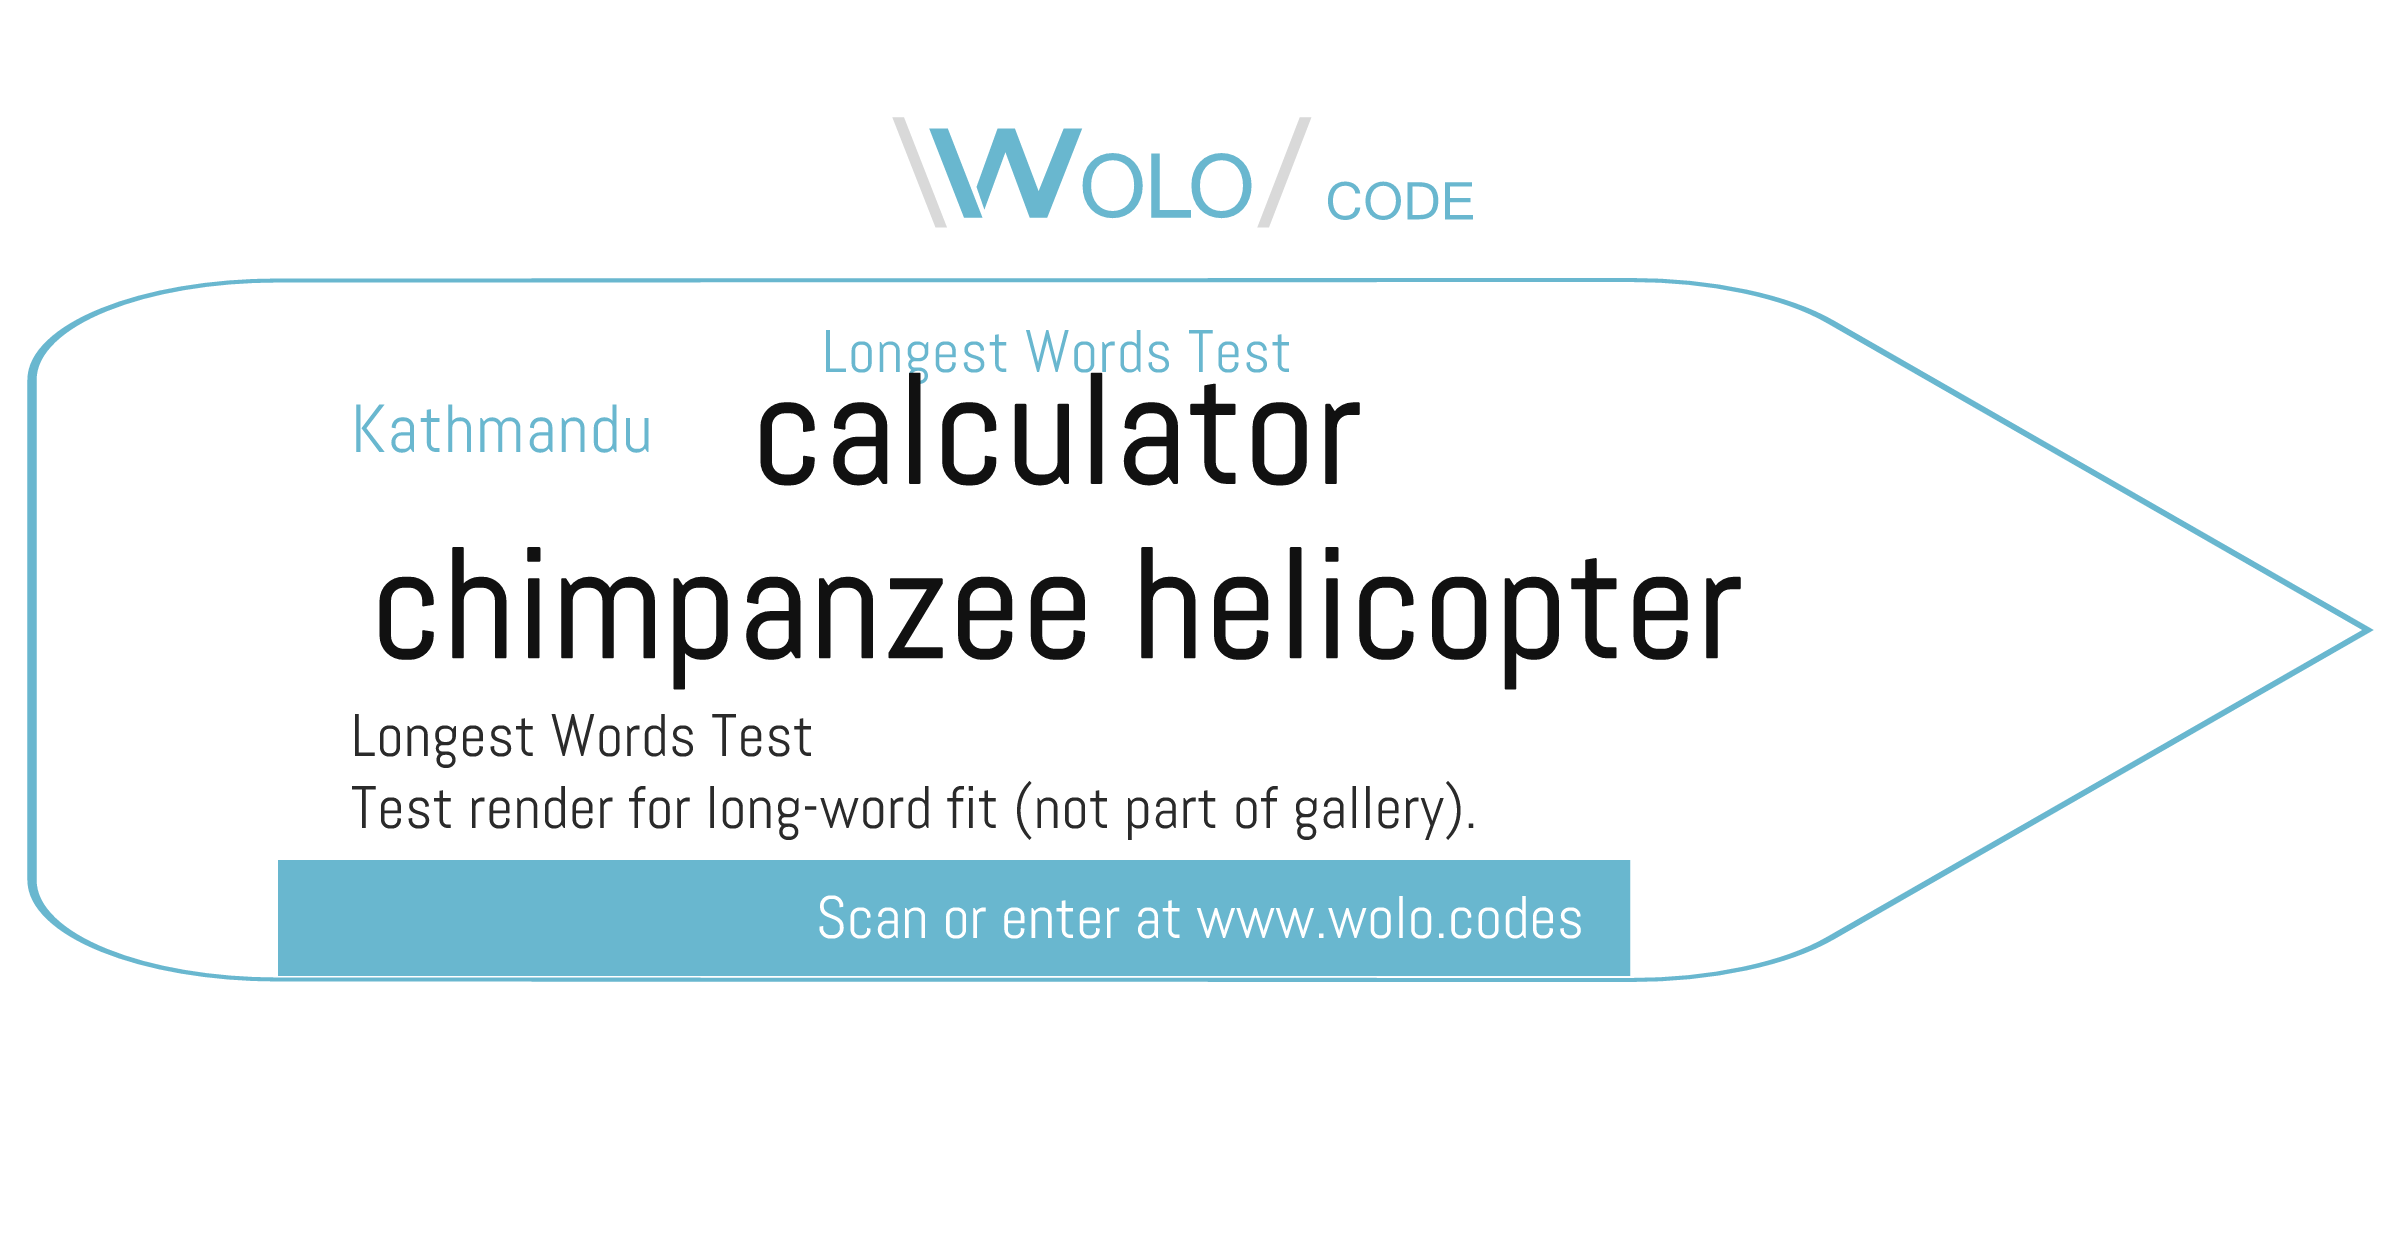 \WOLO/ CODE
Longest Words Test
Kathmandu calculator
chimpanzee helicopter
Longest Words Test
Test render for long-word fit (not part of gallery).
Scan or enter at www.wolo.codes